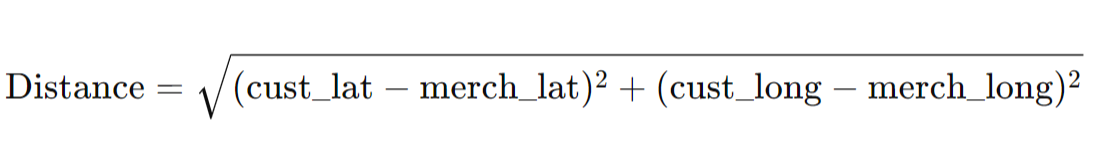 Distance = √(cust_lat − merch_lat)² + (cust_long − merch_long)²